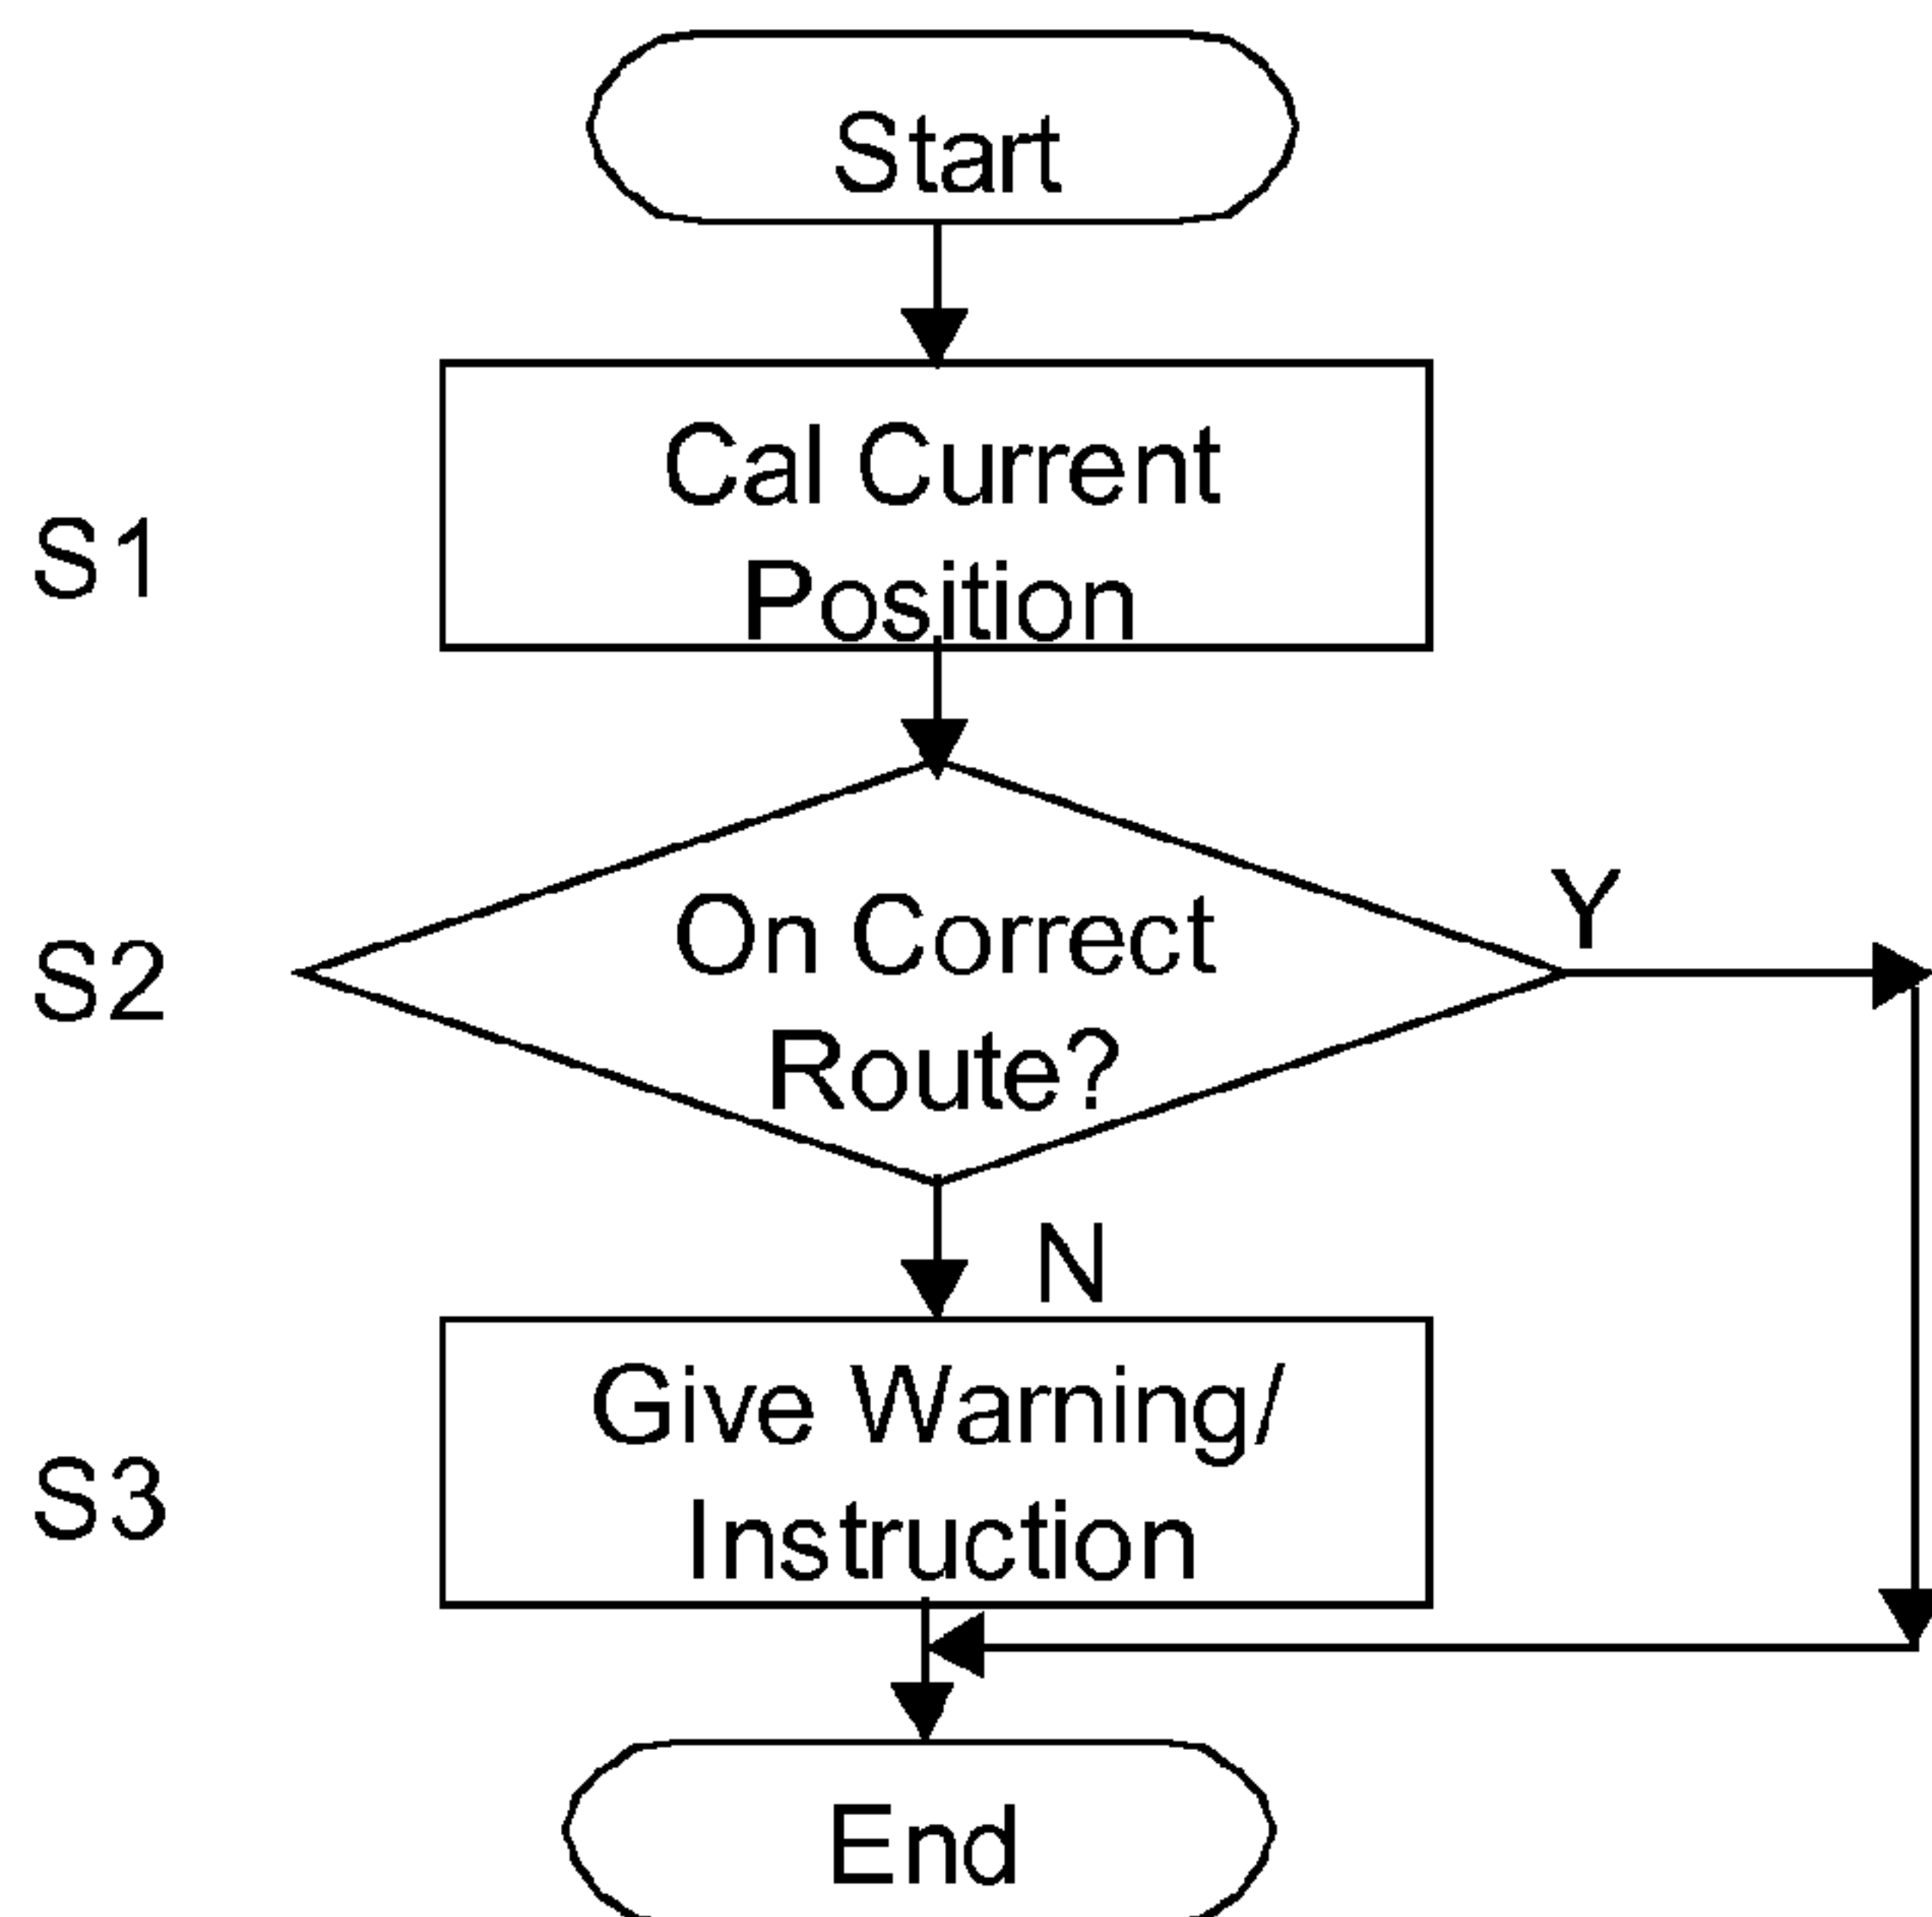 Start
Cal Current
Position
S1
On Correct
Route?
S2
Y
N
Give Warning/
Instruction
S3
End